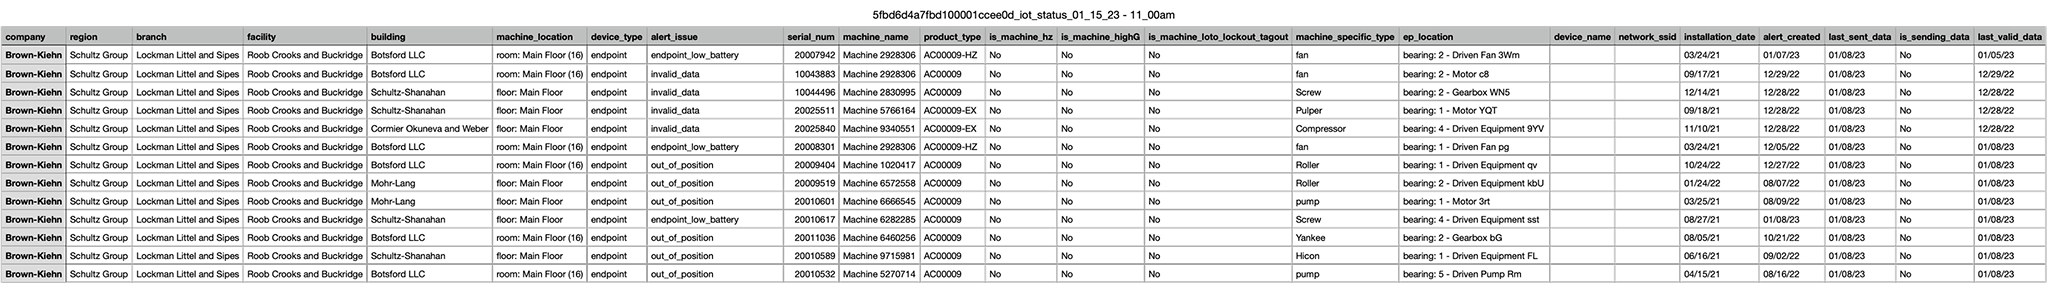 5fbd6d4a7fbd100001ccee0d_iot_status_01_15_23 - 11_00am
company region branch facility building machine_location device_type alert_issue serial_num machine_name product_type is_machine_hz is_machine_highG is_machine_loto_lockout_tagout machine_specific_type ep_location device_name network_ssid installation_date alert_created last_sent_data is_sending_data last_valid_data
Brown-Kiehn Schultz Group Lockman Littel and Sipes Roob Crooks and Buckridge Botsford LLC room: Main Floor (16) endpoint endpoint_low_battery 20007942 Machine 2928306 AC00009-HZ No No No fan bearing: 2 - Driven Fan 3Wm 03/24/21 01/07/23 01/08/23 No 01/05/23
Brown-Kiehn Schultz Group Lockman Littel and Sipes Roob Crooks and Buckridge Botsford LLC room: Main Floor (16) endpoint invalid_data 10043883 Machine 2928306 AC00009 No No No fan bearing: 2 - Motor c8 09/17/21 12/29/22 01/08/23 No 12/29/22
Brown-Kiehn Schultz Group Lockman Littel and Sipes Roob Crooks and Buckridge Schultz-Shanahan floor: Main Floor endpoint invalid_data 10044496 Machine 2830995 AC00009 No No No Screw bearing: 2 - Gearbox WN5 12/14/21 12/28/22 01/08/23 No 12/28/22
Brown-Kiehn Schultz Group Lockman Littel and Sipes Roob Crooks and Buckridge Schultz-Shanahan floor: Main Floor endpoint invalid_data 20025511 Machine 5766164 AC00009-EX No No No Pulper bearing: 1 - Motor YQT 09/18/21 12/28/22 01/08/23 No 12/28/22
Brown-Kiehn Schultz Group Lockman Littel and Sipes Roob Crooks and Buckridge Cormier Okuneva and Weber floor: Main Floor endpoint invalid_data 20025840 Machine 9340551 AC00009-EX No No No Compressor bearing: 4 - Driven Equipment 9YV 11/10/21 12/28/22 01/08/23 No 12/28/22
Brown-Kiehn Schultz Group Lockman Littel and Sipes Roob Crooks and Buckridge Botsford LLC room: Main Floor (16) endpoint endpoint_low_battery 20008301 Machine 2928306 AC00009-HZ No No No fan bearing: 1 - Driven Fan pg 03/24/21 12/05/22 01/08/23 No 01/08/23
Brown-Kiehn Schultz Group Lockman Littel and Sipes Roob Crooks and Buckridge Botsford LLC room: Main Floor (16) endpoint out_of_position 20009404 Machine 1020417 AC00009 No No No Roller bearing: 1 - Driven Equipment qv 10/24/22 12/27/22 01/08/23 No 01/08/23
Brown-Kiehn Schultz Group Lockman Littel and Sipes Roob Crooks and Buckridge Mohr-Lang floor: Main Floor endpoint out_of_position 20009519 Machine 6572558 AC00009 No No No Roller bearing: 2 - Driven Equipment kbU 01/24/22 08/07/22 01/08/23 No 01/08/23
Brown-Kiehn Schultz Group Lockman Littel and Sipes Roob Crooks and Buckridge Mohr-Lang floor: Main Floor endpoint out_of_position 20010601 Machine 6666545 AC00009 No No No pump bearing: 1 - Motor 3rt 03/25/21 08/09/22 01/08/23 No 01/08/23
Brown-Kiehn Schultz Group Lockman Littel and Sipes Roob Crooks and Buckridge Schultz-Shanahan floor: Main Floor endpoint endpoint_low_battery 20010617 Machine 6282285 AC00009 No No No Screw bearing: 4 - Driven Equipment sst 08/27/21 01/08/23 01/08/23 No 01/08/23
Brown-Kiehn Schultz Group Lockman Littel and Sipes Roob Crooks and Buckridge Botsford LLC room: Main Floor (16) endpoint out_of_position 20011036 Machine 6460256 AC00009 No No No Yankee bearing: 2 - Gearbox bG 08/05/21 10/21/22 01/08/23 No 01/08/23
Brown-Kiehn Schultz Group Lockman Littel and Sipes Roob Crooks and Buckridge Schultz-Shanahan floor: Main Floor endpoint out_of_position 20010589 Machine 9715981 AC00009 No No No Hicon bearing: 1 - Driven Equipment FL 06/16/21 09/02/22 01/08/23 No 01/08/23
Brown-Kiehn Schultz Group Lockman Littel and Sipes Roob Crooks and Buckridge Botsford LLC room: Main Floor (16) endpoint out_of_position 20010532 Machine 5270714 AC00009 No No No pump bearing: 5 - Driven Pump Rm 04/15/21 08/16/22 01/08/23 No 01/08/23